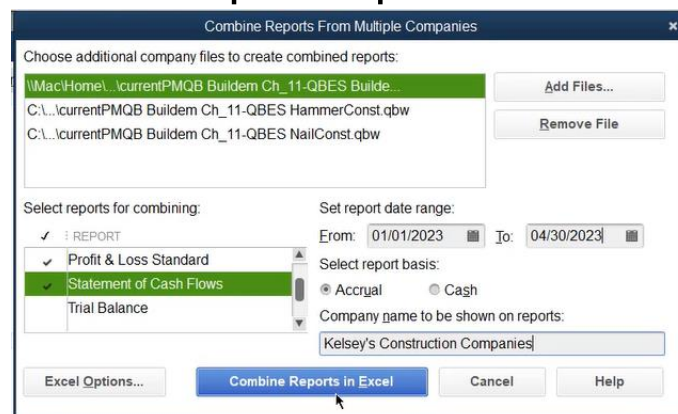 Combine Reports From Multiple Companies
Choose additional company files to create combined reports:
\\Mac\Home\...\currentPMQB Buildem Ch_11-QBES Builde...
Add Files...
C:\...\currentPMQB Buildem Ch_11-QBES HammerConst.qbw
Remove File
C:\...\currentPMQB Buildem Ch_11-QBES NailConst.qbw
Select reports for combining:
Set report date range:
REPORT
From: 01/01/2023 To: 04/30/2023
Profit & Loss Standard
Select report basis:
Statement of Cash Flows
Accrual Cash
Trial Balance
Company name to be shown on reports:
Kelsey's Construction Companies
Excel Options... Combine Reports in Excel Cancel Help